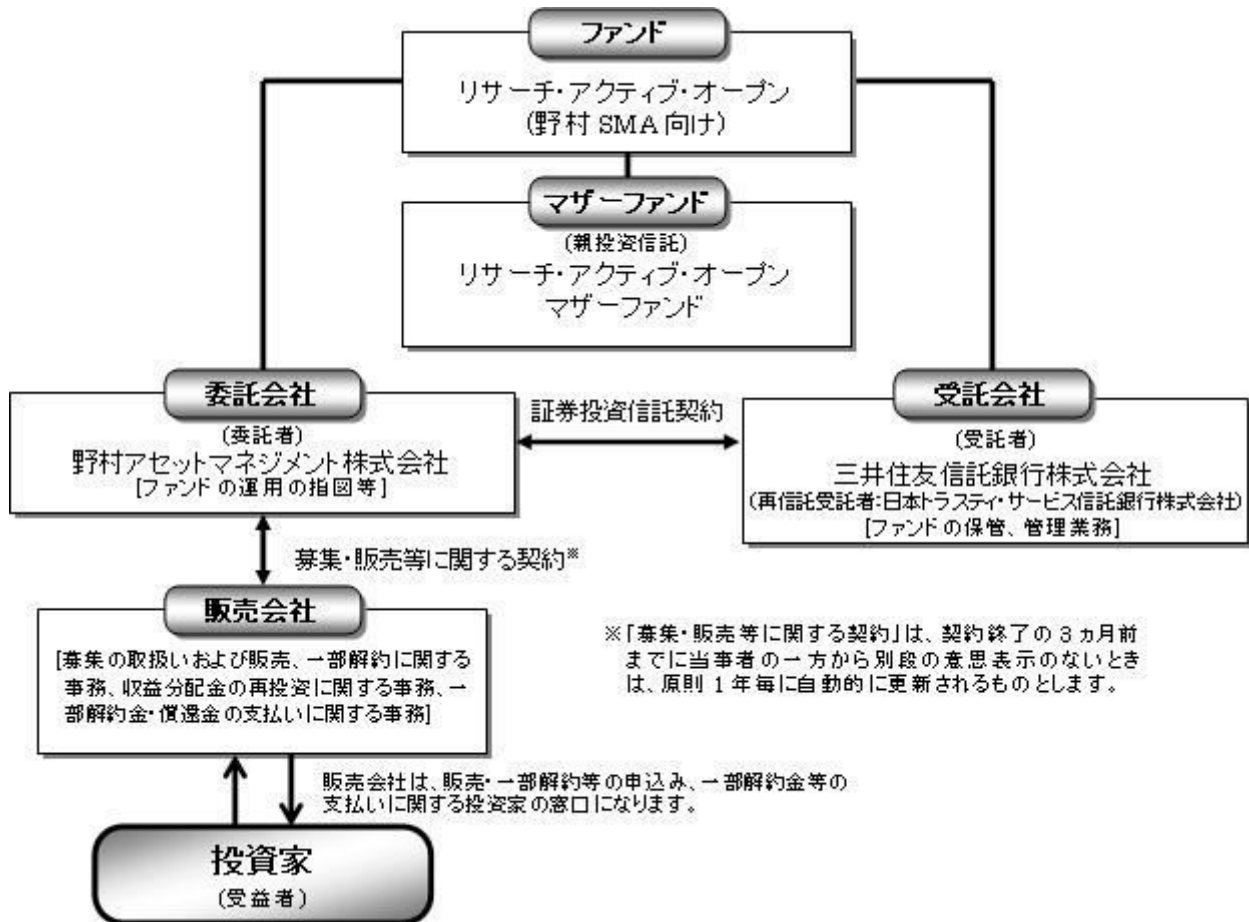 ファンド
リサーチ・アクティブ・オープン
(野村 SMA 向け)
マザーファンド
(親投資信託)
リサーチ・アクティブ・オープン
マザーファンド
委託会社
(委託者)
野村アセットマネジメント株式会社
[ファンドの運用の指図等]
証券投資信託契約
受託会社
(受託者)
三井住友信託銀行株式会社
(再信託受託者:日本トラスティ・サービス信託銀行株式会社)
[ファンドの保管、管理業務]
募集・販売等に関する契約※
販売会社
[募集の取扱いおよび販売、一部解約に関する
事務、収益分配金の再投資に関する事務、一
部解約金・償還金の支払いに関する事務]
※「募集・販売等に関する契約」は、契約終了の3ヵ月前
までに当事者の一方から別段の意思表示のないとき
は、原則1年毎に自動的に更新されるものとします。
販売会社は、販売・一部解約等の申込み、一部解約金等の
支払いに関する投資家の窓口になります。
投資家
(受益者)